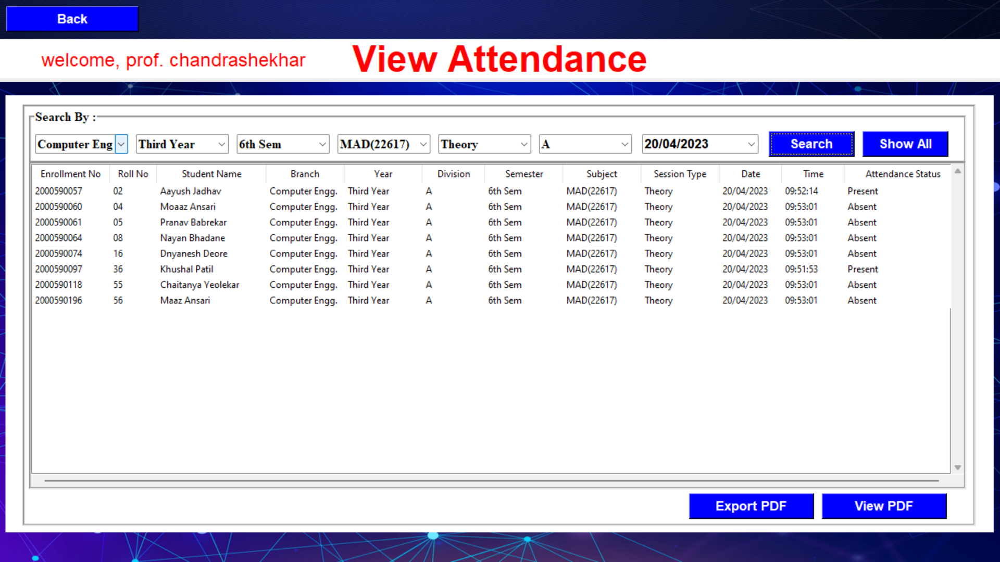 Back
welcome, prof. chandrashekhar View Attendance
Search By :
Computer Eng Third Year 6th Sem MAD(22617) Theory A 20/04/2023 Search Show All
Enrollment No Roll No Student Name Branch Year Division Semester Subject Session Type Date Time Attendance Status
2000590057 02 Aayush Jadhav Computer Engg. Third Year A 6th Sem MAD(22617) Theory 20/04/2023 09:52:14 Present
2000590060 04 Moaaz Ansari Computer Engg. Third Year A 6th Sem MAD(22617) Theory 20/04/2023 09:53:01 Absent
2000590061 05 Pranav Babrekar Computer Engg. Third Year A 6th Sem MAD(22617) Theory 20/04/2023 09:53:01 Absent
2000590064 08 Nayan Bhadane Computer Engg. Third Year A 6th Sem MAD(22617) Theory 20/04/2023 09:53:01 Absent
2000590074 16 Dnyanesh Deore Computer Engg. Third Year A 6th Sem MAD(22617) Theory 20/04/2023 09:53:01 Absent
2000590097 36 Khushal Patil Computer Engg. Third Year A 6th Sem MAD(22617) Theory 20/04/2023 09:51:53 Present
2000590118 55 Chaitanya Yeolekar Computer Engg. Third Year A 6th Sem MAD(22617) Theory 20/04/2023 09:53:01 Absent
2000590196 56 Maaz Ansari Computer Engg. Third Year A 6th Sem MAD(22617) Theory 20/04/2023 09:53:01 Absent
Export PDF View PDF